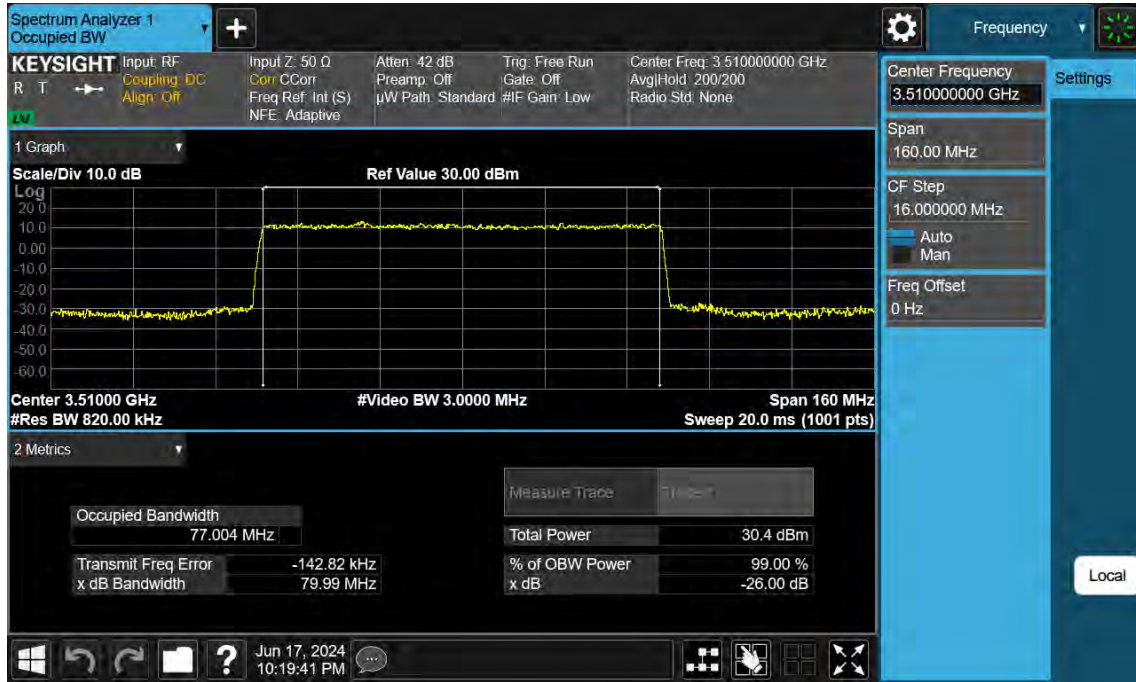 Spectrum Analyzer 1
Occupied BW
+
Frequency
KEYSIGHT
R T
LXI
Input: RF
Coupling: DC
Align: Off
Input Z: 50 Ω
Corr CCorr
Freq Ref: Int (S)
NFE: Adaptive
Atten: 42 dB
Preamp: Off
µW Path: Standard
Trig: Free Run
Gate: Off
#IF Gain: Low
Center Freq: 3.510000000 GHz
Avg|Hold: 200/200
Radio Std: None
Center Frequency
3.510000000 GHz
Settings
Span
160.00 MHz
CF Step
16.000000 MHz
Auto
Man
Freq Offset
0 Hz
Local
1 Graph
Scale/Div 10.0 dB
Ref Value 30.00 dBm
Log
20.0
10.0
0.00
-10.0
-20.0
-30.0
-40.0
-50.0
-60.0
Center 3.51000 GHz
#Video BW 3.0000 MHz
Span 160 MHz
#Res BW 820.00 kHz
Sweep 20.0 ms (1001 pts)
2 Metrics
Measure Trace
Occupied Bandwidth
77.004 MHz
Total Power 30.4 dBm
Transmit Freq Error -142.82 kHz
% of OBW Power 99.00 %
x dB Bandwidth 79.99 MHz
x dB -26.00 dB
?
Jun 17, 2024
10:19:41 PM